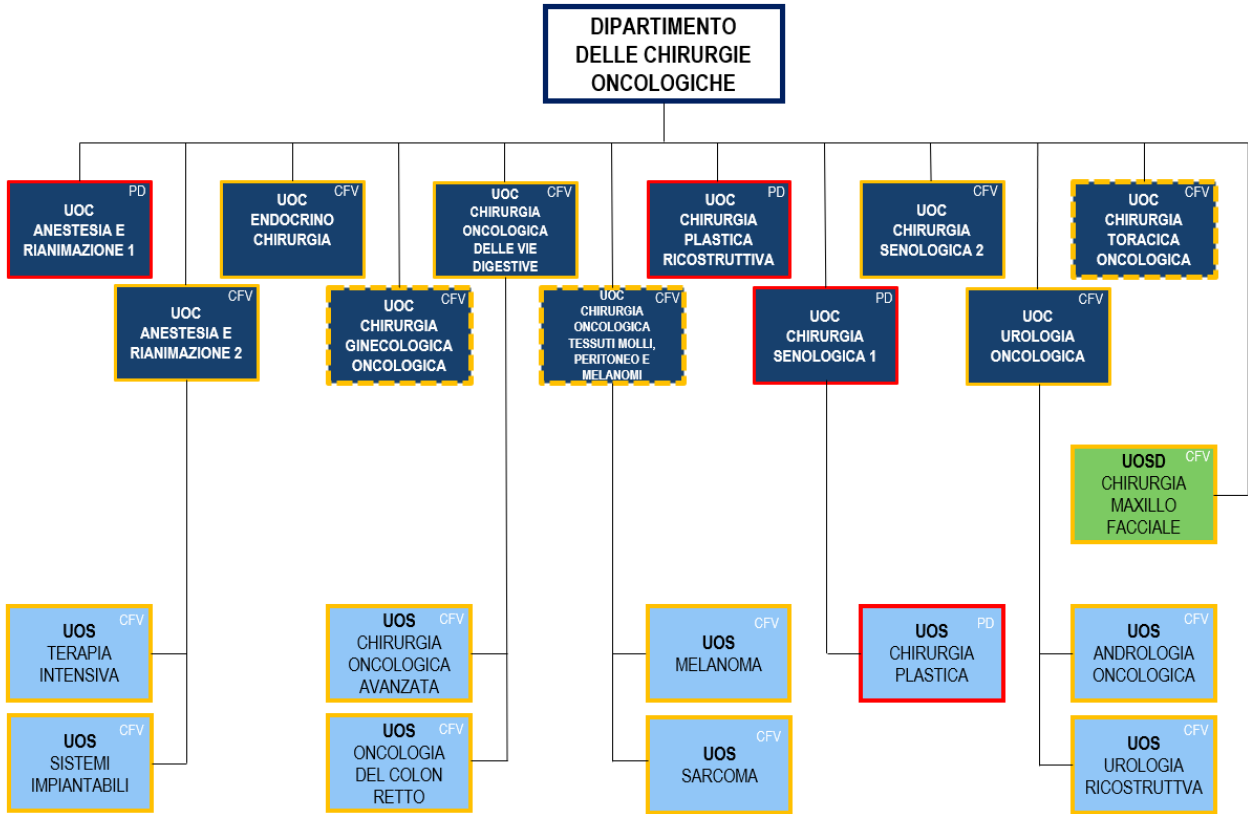 DIPARTIMENTO
DELLE CHIRURGIE
ONCOLOGICHE
PD
UOC
ANESTESIA E
RIANIMAZIONE 1
CFV
UOC
ENDOCRINO
CHIRURGIA
CFV
UOC
CHIRURGIA
ONCOLOGICA
DELLE VIE
DIGESTIVE
PD
UOC
CHIRURGIA
PLASTICA
RICOSTRUTTIVA
CFV
UOC
CHIRURGIA
SENOLOGICA 2
CFV
UOC
CHIRURGIA
TORACICA
ONCOLOGICA
CFV
UOC
ANESTESIA E
RIANIMAZIONE 2
CFV
UOC
CHIRURGIA
GINECOLOGICA
ONCOLOGICA
CFV
UOC
CHIRURGIA
ONCOLOGICA
TESSUTI MOLLI,
PERITONEO E
MELANOMI
PD
UOC
CHIRURGIA
SENOLOGICA 1
CFV
UOC
UROLOGIA
ONCOLOGICA
CFV
UOSD
CHIRURGIA
MAXILLO
FACCIALE
CFV
UOS
TERAPIA
INTENSIVA
CFV
UOS
CHIRURGIA
ONCOLOGICA
AVANZATA
CFV
UOS
MELANOMA
PD
UOS
CHIRURGIA
PLASTICA
CFV
UOS
ANDROLOGIA
ONCOLOGICA
CFV
UOS
SISTEMI
IMPIANTABILI
CFV
UOS
ONCOLOGIA
DEL COLON
RETTO
CFV
UOS
SARCOMA
CFV
UOS
UROLOGIA
RICOSTRUTTVA